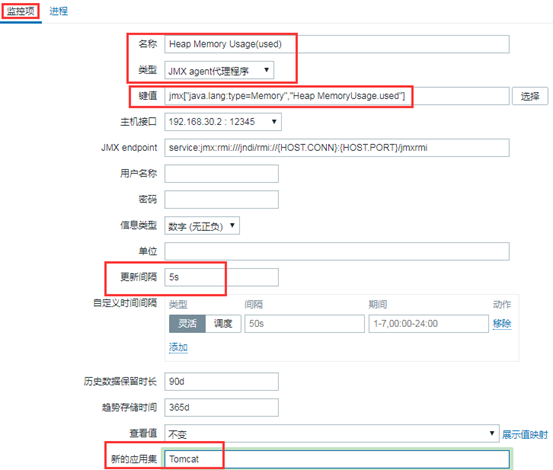 监控项 进程
名称 Heap Memory Usage(used)
类型 JMX agent代理程序
键值 jmx["java.lang:type=Memory","Heap MemoryUsage.used"] 选择
主机接口 192.168.30.2 : 12345
JMX endpoint service:jmx:rmi:///jndi/rmi://{HOST.CONN}:{HOST.PORT}/jmxrmi
用户名称
密码
信息类型 数字 (无正负)
单位
更新间隔 5s
自定义时间间隔 类型 间隔 期间 动作
灵活 调度 50s 1-7,00:00-24:00 移除
添加
历史数据保留时长 90d
趋势存储时间 365d
查看值 不变 展示值映射
新的应用集 Tomcat